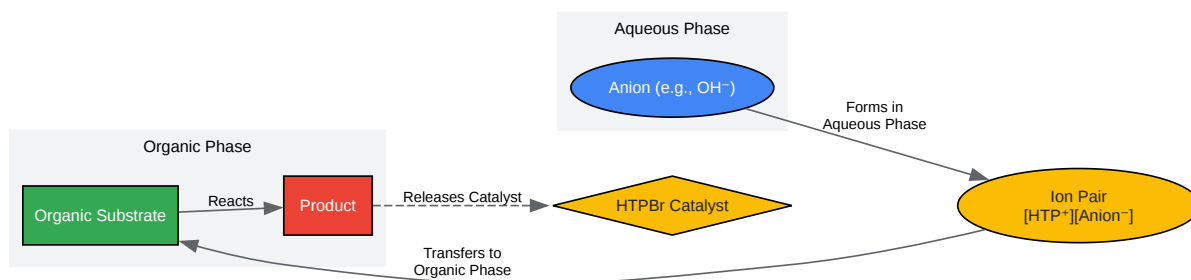 Aqueous Phase
Anion (e.g., OH⁻)
Forms in
Aqueous Phase
Organic Phase
Organic Substrate
Reacts
Product
Releases Catalyst
HTPBr Catalyst
Ion Pair
[HTP⁺][Anion⁻]
Transfers to
Organic Phase